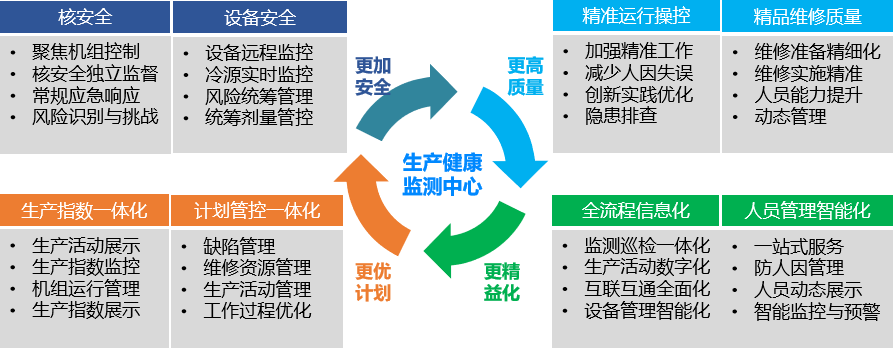 核安全
聚焦机组控制
核安全独立监督
常规应急响应
风险识别与挑战
设备安全
设备远程监控
冷源实时监控
风险统筹管理
统筹剂量管控
更加
安全
更高
质量
精准运行操控
加强精准工作
减少人因失误
创新实践优化
隐患排查
精品维修质量
维修准备精细化
维修实施精准
人员能力提升
动态管理
生产健康
监测中心
生产指数一体化
生产活动展示
生产指数监控
机组运行管理
生产指数展示
计划管控一体化
缺陷管理
维修资源管理
生产活动管理
工作过程优化
更优
计划
更精
益化
全流程信息化
监测巡检一体化
生产活动数字化
互联互通全面化
设备管理智能化
人员管理智能化
一站式服务
防人因管理
人员动态展示
智能监控与预警